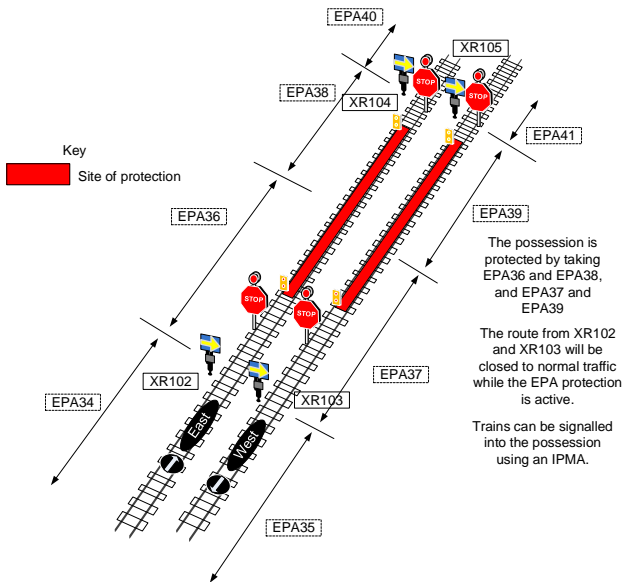 EPA40
XR105
EPA38
STOP
STOP
XR104
EPA41
Key
Site of protection
EPA36
EPA39
The possession is
protected by taking
EPA36 and EPA38,
and EPA37 and
EPA39
STOP
STOP
The route from XR102
and XR103 will be
closed to normal traffic
while the EPA protection
is active.
XR102
EPA37
EPA34
XR103
Trains can be signalled
into the possession
using an IPMA.
East
West
EPA35